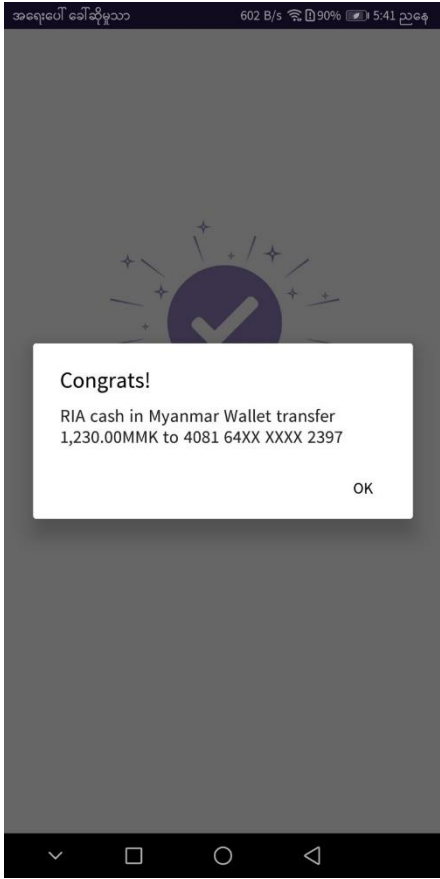 အရေးပေါ် ခေါ်ဆိုမှုသာ 602 B/s 90% 5:41 ညနေ
Congrats!
RIA cash in Myanmar Wallet transfer
1,230.00MMK to 4081 64XX XXXX 2397
OK